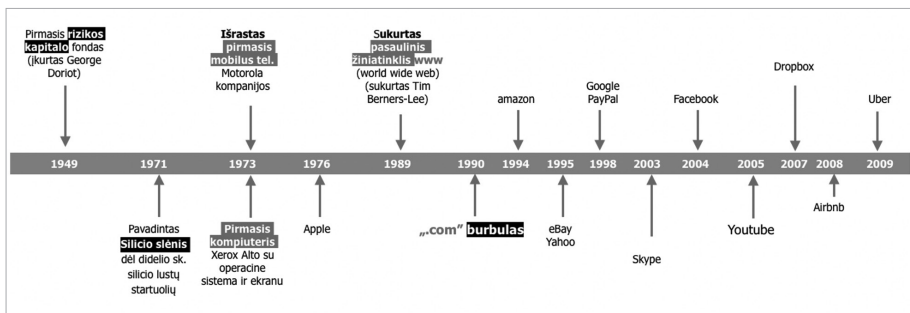 Pirmasis rizikos
kapitalo fondas
(įkurtas George
Doriot)
Išrastas
pirmasis
mobilus tel.
Motorola
kompanijos
Sukurtas
pasaulinis
žiniatinklis www
(world wide web)
(sukurtas Tim
Berners-Lee)
amazon
Google
PayPal
Facebook
Dropbox
Uber
1949 1971 1973 1976 1989 1990 1994 1995 1998 2003 2004 2005 2007 2008 2009
Pavadintas
Silicio slėnis
dėl didelio sk.
silicio lustų
startuolių
Pirmasis
kompiuteris
Xerox Alto su
operacine
sistema ir ekranu
Apple
„.com” burbulas
eBay
Yahoo
Skype
Youtube
Airbnb